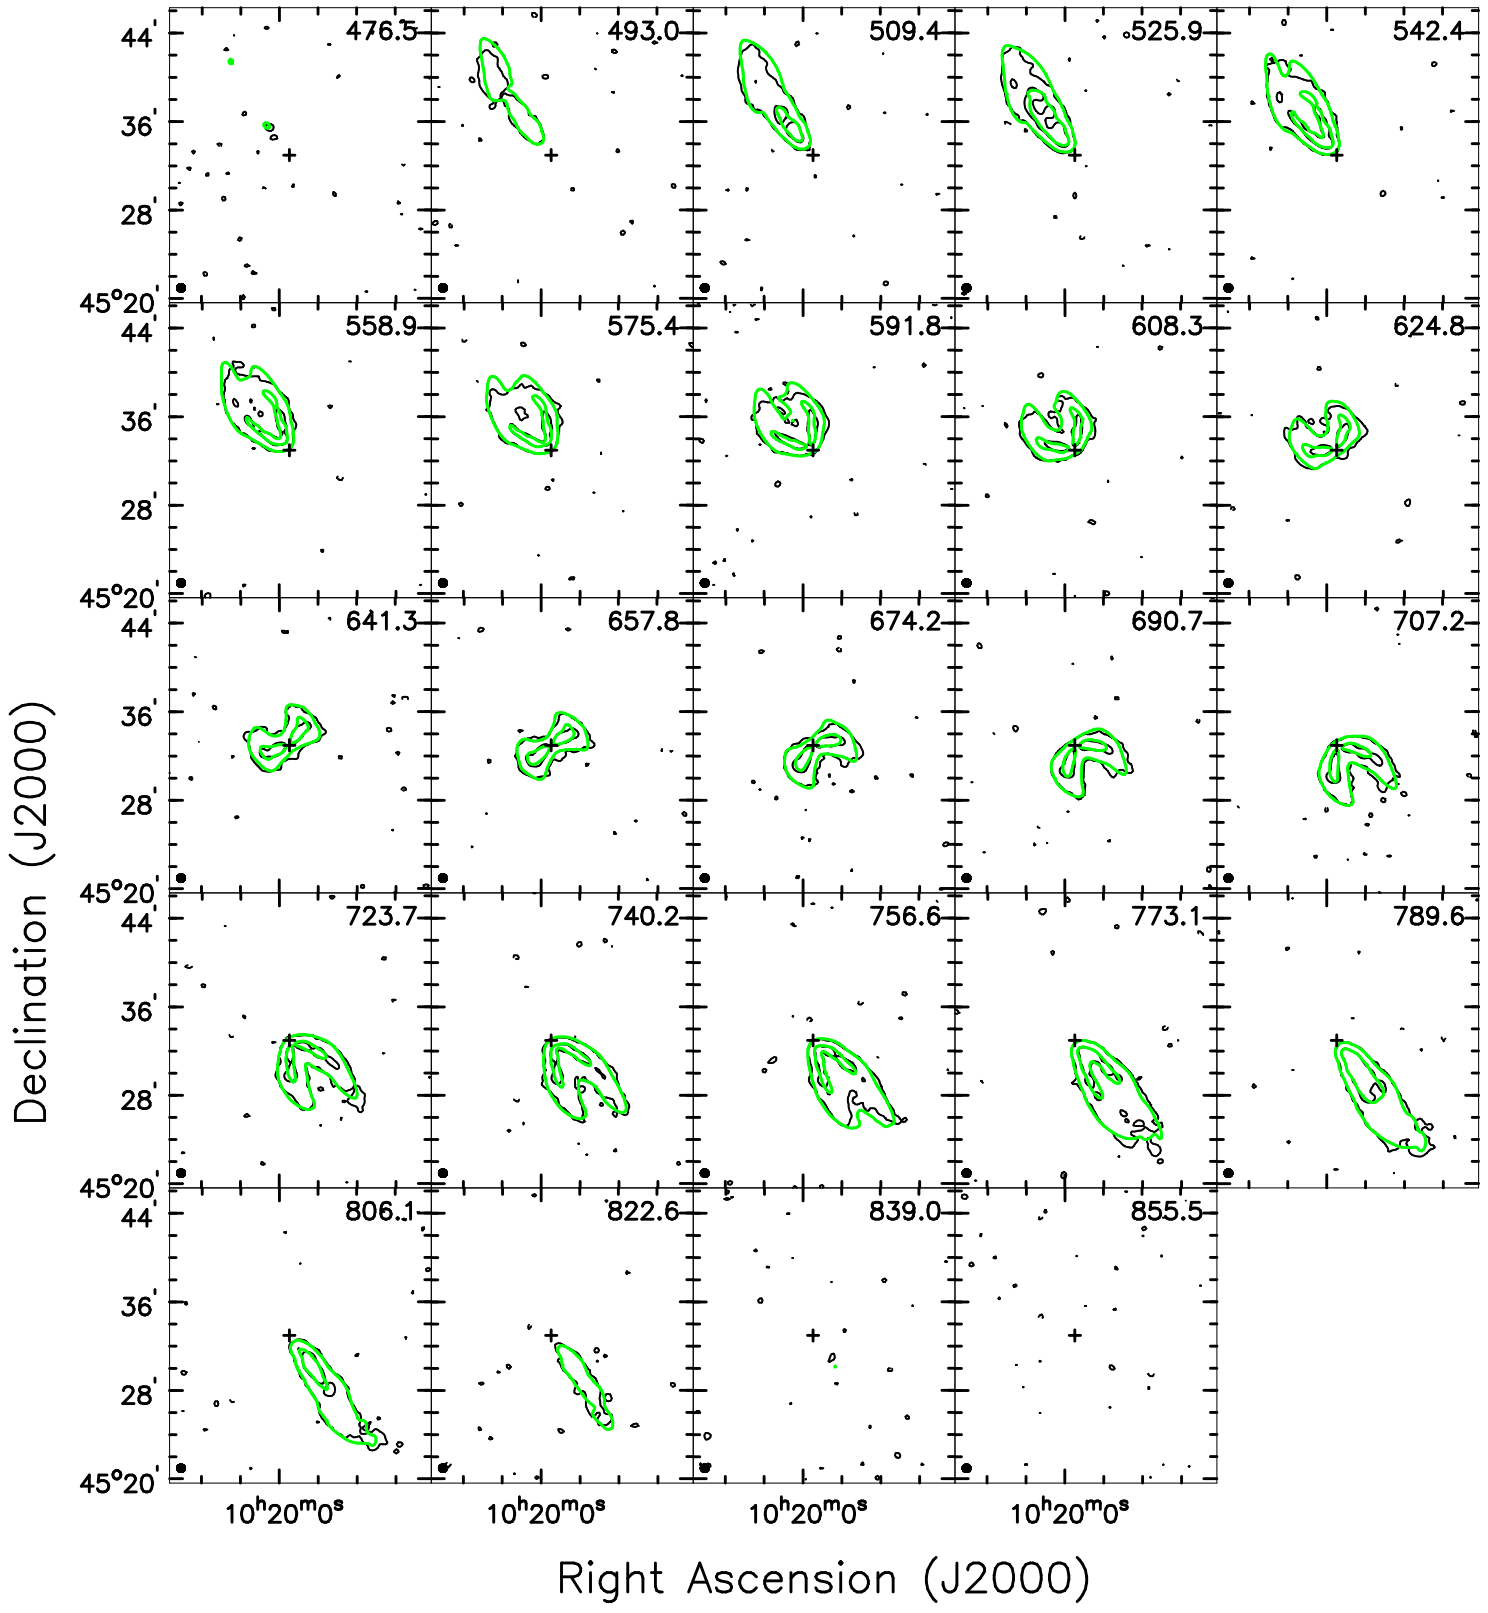 44' 476.5 493.0 509.4 525.9 542.4
36'
28'
45°20'
44' 558.9 575.4 591.8 608.3 624.8
36'
28'
45°20'
44' 641.3 657.8 674.2 690.7 707.2
36'
28'
45°20'
44' 723.7 740.2 756.6 773.1 789.6
36'
28'
45°20'
44' 806.1 822.6 839.0 855.5
36'
28'
45°20'
10ʰ20ᵐ0ˢ 10ʰ20ᵐ0ˢ 10ʰ20ᵐ0ˢ 10ʰ20ᵐ0ˢ
Right Ascension (J2000)
Declination (J2000)